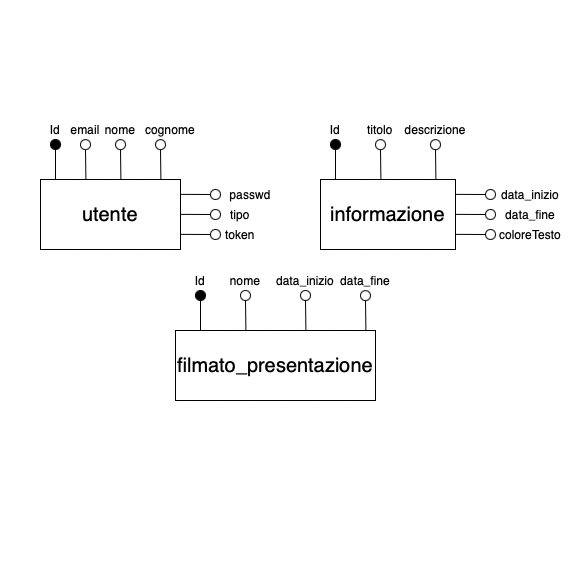 Id email nome cognome
utente
passwd
tipo
token
Id titolo descrizione
informazione
data_inizio
data_fine
coloreTesto
Id nome data_inizio data_fine
filmato_presentazione